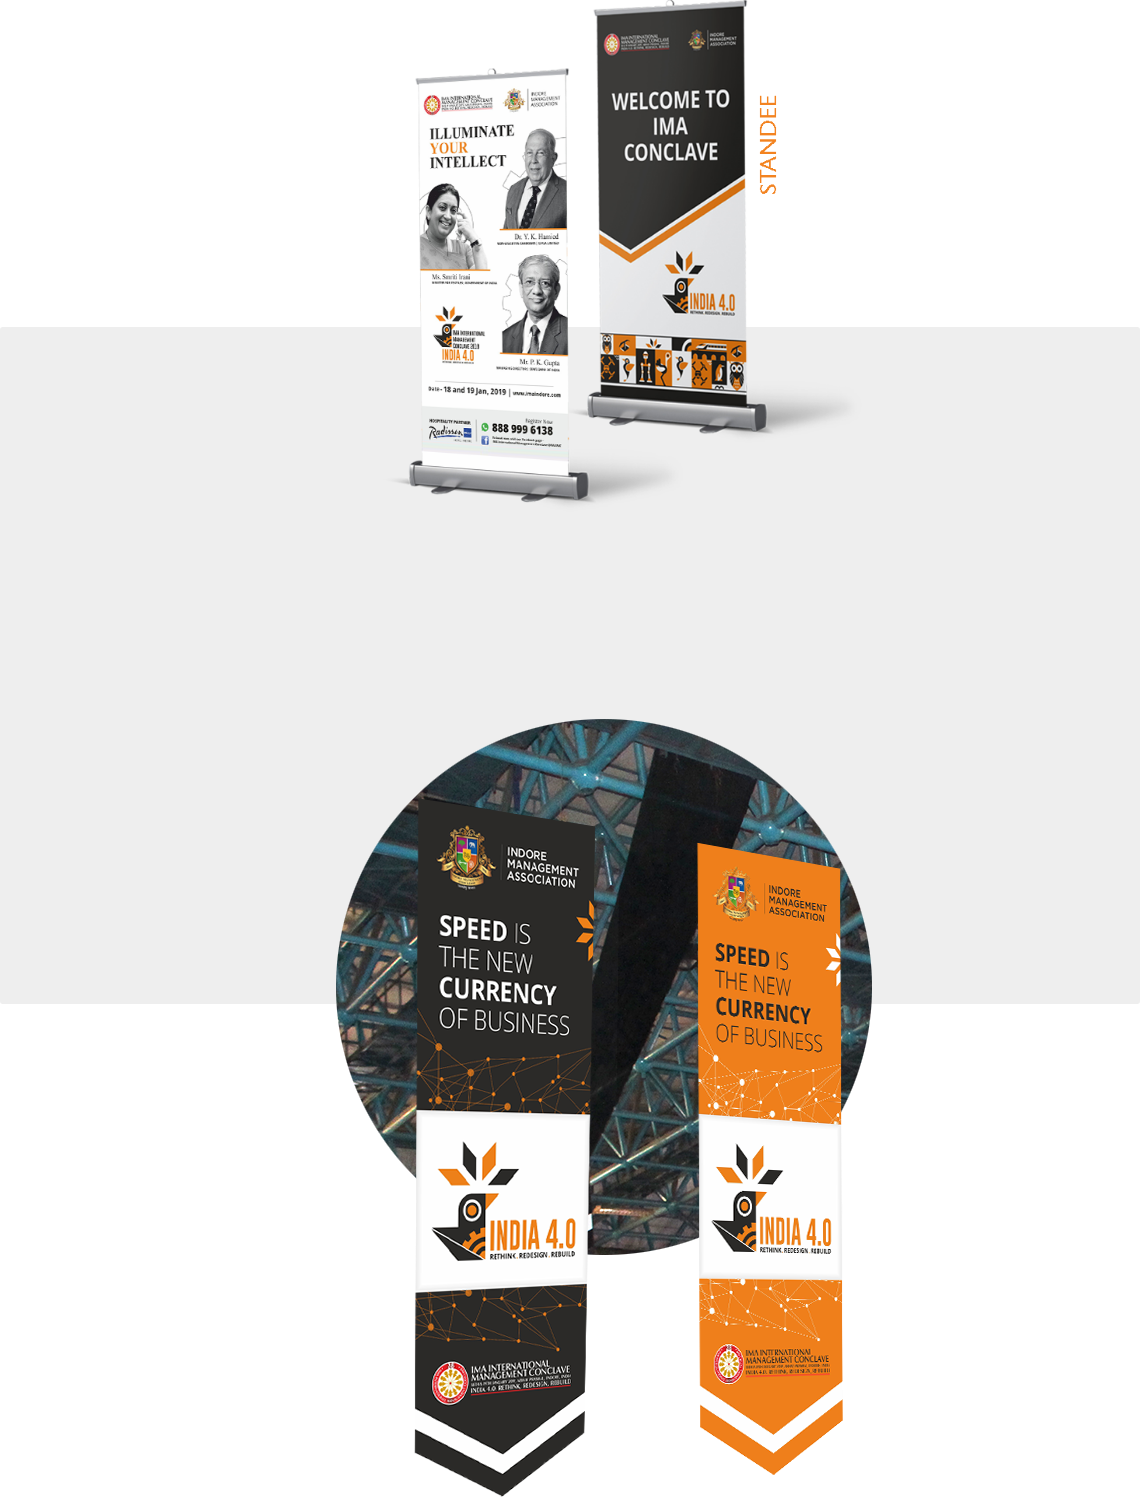 IMA INTERNATIONAL
MANAGEMENT CONCLAVE
INDORE
MANAGEMENT
ASSOCIATION
ILLUMINATE
YOUR
INTELLECT
Dr. Y. K. Hamied
Ms. Smriti Irani
Mr. P. K. Gupta
IMA INTERNATIONAL
MANAGEMENT
CONCLAVE 2019
INDIA 4.0
DATE - 18 and 19 Jan, 2019 | www.imaindore.com
HOSPITALITY PARTNER
Radisson
Register Now
888 999 6138
IMA INTERNATIONAL
MANAGEMENT CONCLAVE
INDORE
MANAGEMENT
ASSOCIATION
WELCOME TO
IMA
CONCLAVE
INDIA 4.0
RETHINK. REDESIGN. REBUILD
STANDEE
INDORE
MANAGEMENT
ASSOCIATION
SPEED IS
THE NEW
CURRENCY
OF BUSINESS
INDIA 4.0
RETHINK. REDESIGN. REBUILD
IMA INTERNATIONAL
MANAGEMENT CONCLAVE
INDIA 4.0: RETHINK, REDESIGN, REBUILD
INDORE
MANAGEMENT
ASSOCIATION
SPEED IS
THE NEW
CURRENCY
OF BUSINESS
INDIA 4.0
RETHINK. REDESIGN. REBUILD
IMA INTERNATIONAL
MANAGEMENT CONCLAVE
INDIA 4.0: RETHINK, REDESIGN, REBUILD